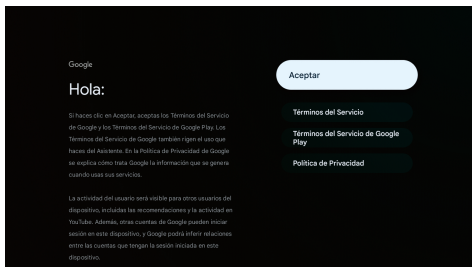 Google
Hola:
Si haces clic en Aceptar, aceptas los Términos del Servicio
de Google y los Términos del Servicio de Google Play. Los
Términos del Servicio de Google también rigen el uso que
haces del Asistente. En la Política de Privacidad de Google
se explica cómo trata Google la información que se genera
cuando usas sus servicios.
La actividad del usuario será visible para otros usuarios del
dispositivo, incluidas las recomendaciones y la actividad en
YouTube. Además, otras cuentas de Google pueden iniciar
sesión en este dispositivo, y Google podrá inferir relaciones
entre las cuentas que tengan la sesión iniciada en este
dispositivo.
Aceptar
Términos del Servicio
Términos del Servicio de Google
Play
Política de Privacidad